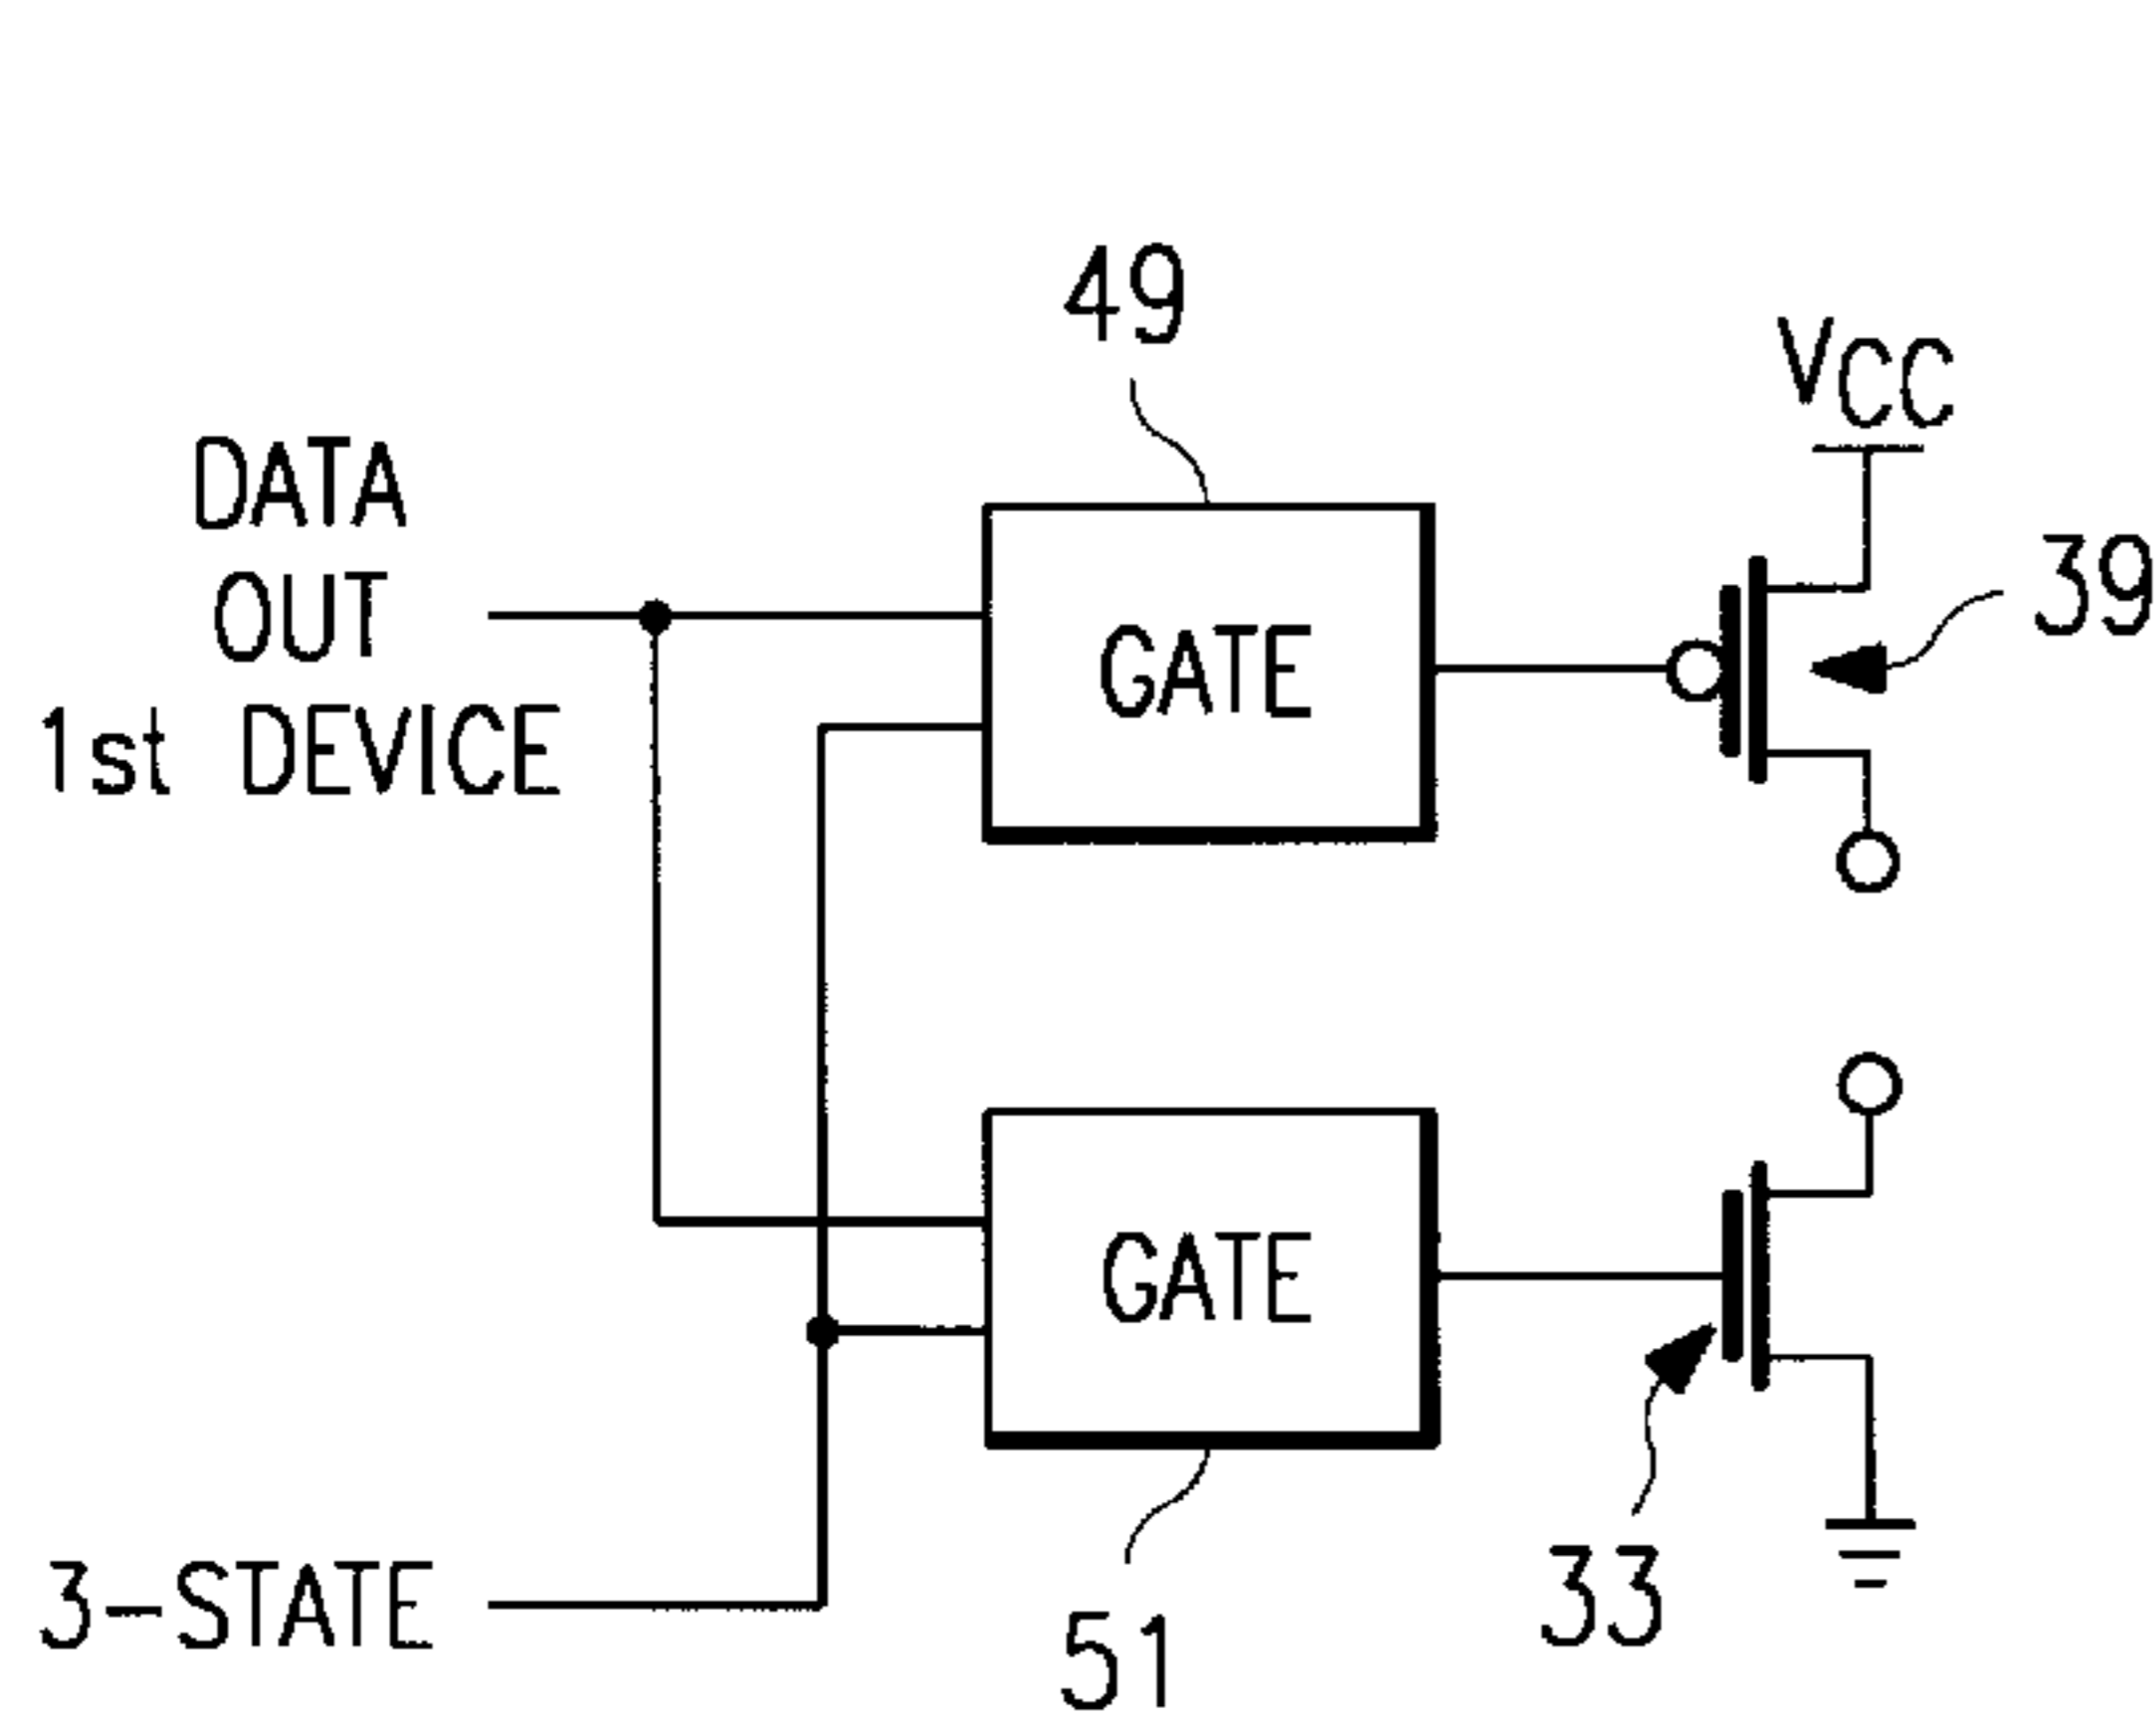 49
VCC
39
DATA
OUT
1st DEVICE
GATE
GATE
33
3-STATE
51